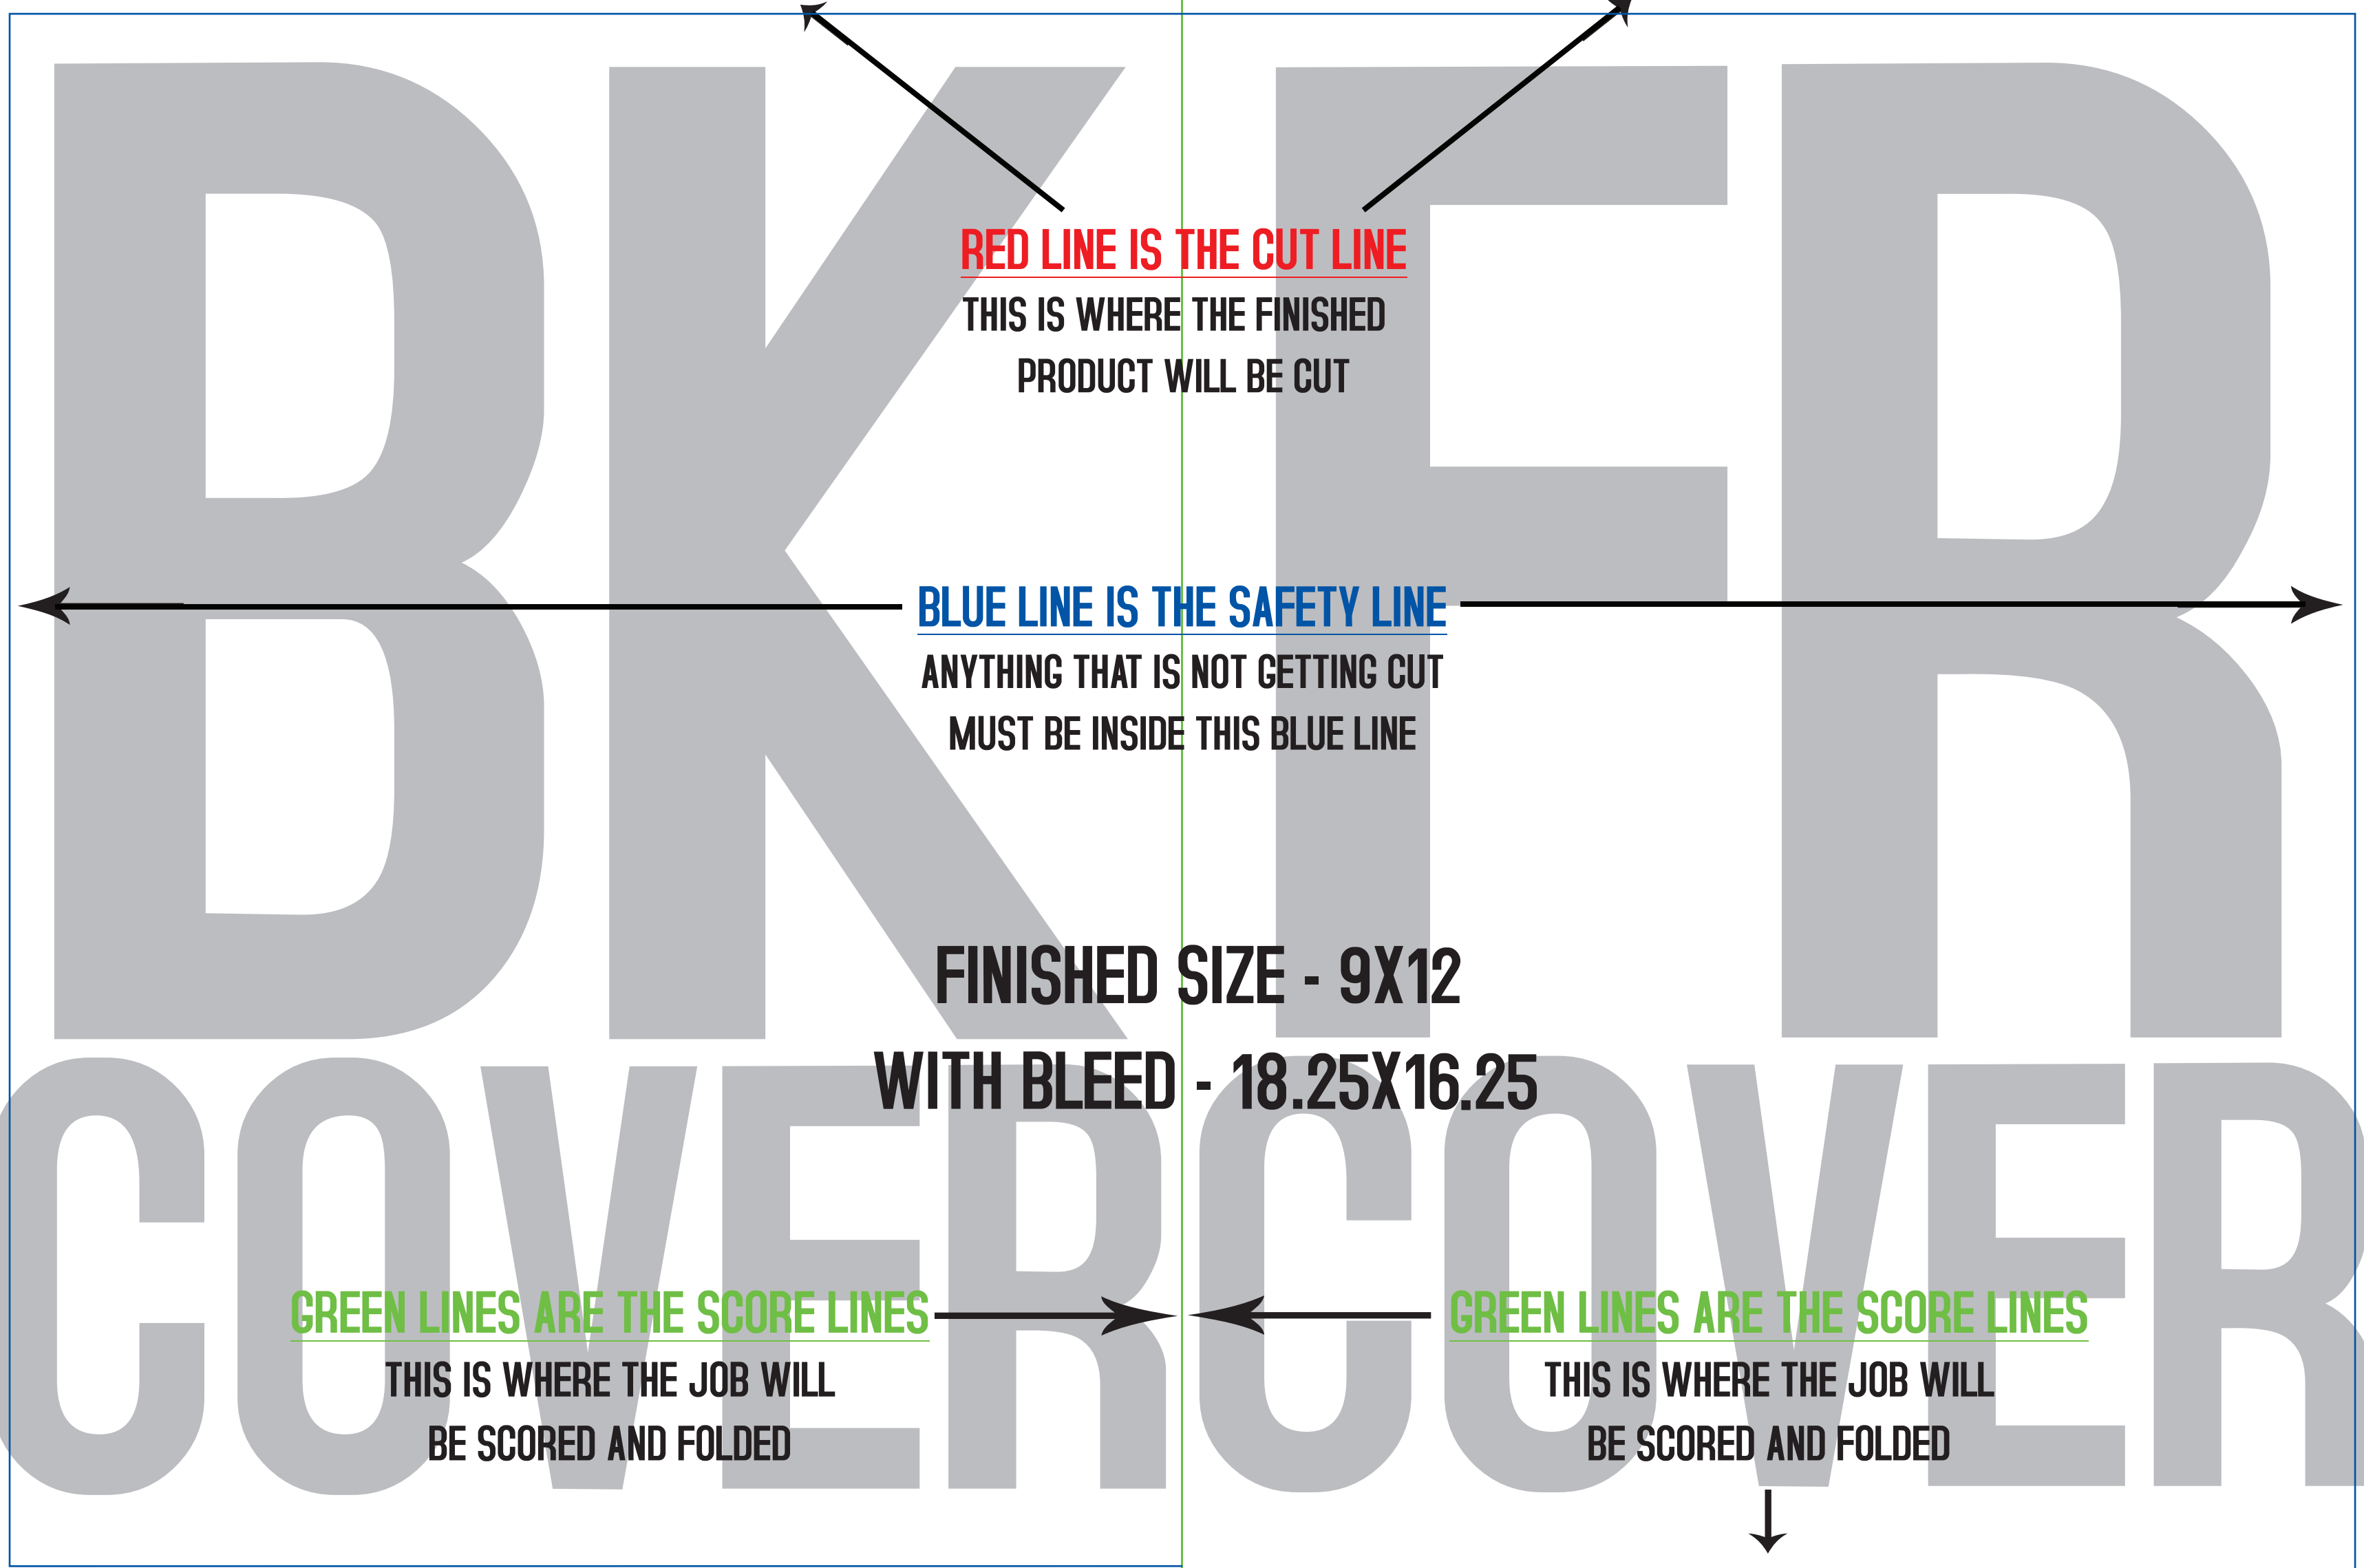 BK FR
RED LINE IS THE CUT LINE
THIS IS WHERE THE FINISHED
PRODUCT WILL BE CUT
BLUE LINE IS THE SAFETY LINE
ANYTHING THAT IS NOT GETTING CUT
MUST BE INSIDE THIS BLUE LINE
FINISHED SIZE - 9X12
WITH BLEED - 18.25X16.25
COVER COVER
GREEN LINES ARE THE SCORE LINES
THIS IS WHERE THE JOB WILL
BE SCORED AND FOLDED
GREEN LINES ARE THE SCORE LINES
THIS IS WHERE THE JOB WILL
BE SCORED AND FOLDED